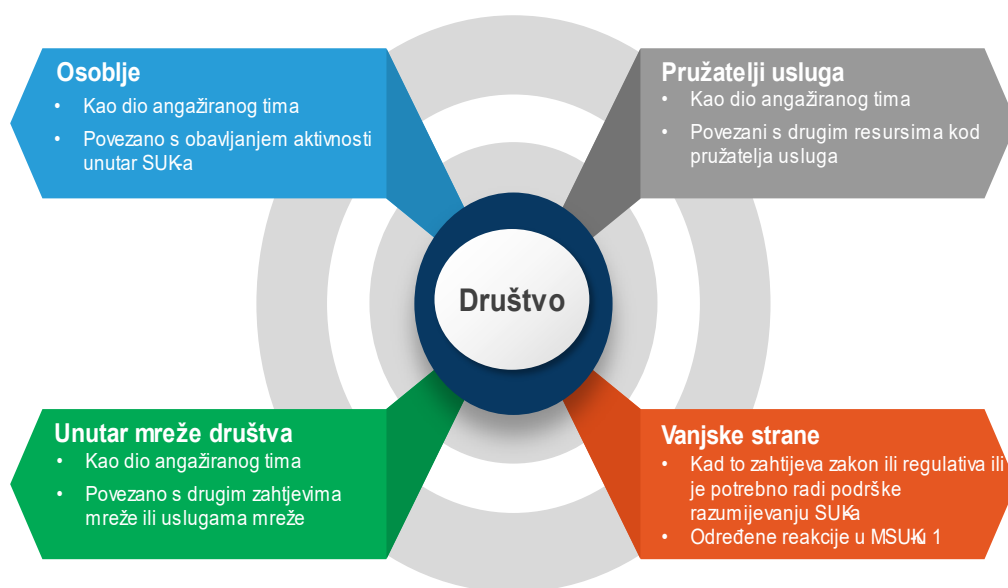 Osoblje
• Kao dio angažiranog tima
• Povezano s obavljanjem aktivnosti
unutar SUK-a
Pružatelji usluga
• Kao dio angažiranog tima
• Povezani s drugim resursima kod
pružatelja usluga
Društvo
Unutar mreže društva
• Kao dio angažiranog tima
• Povezano s drugim zahtjevima
mreže ili uslugama mreže
Vanjske strane
• Kad to zahtijeva zakon ili regulativa ili
je potrebno radi podrške
razumijevanju SUK-a
• Određene reakcije u MSUK-u 1